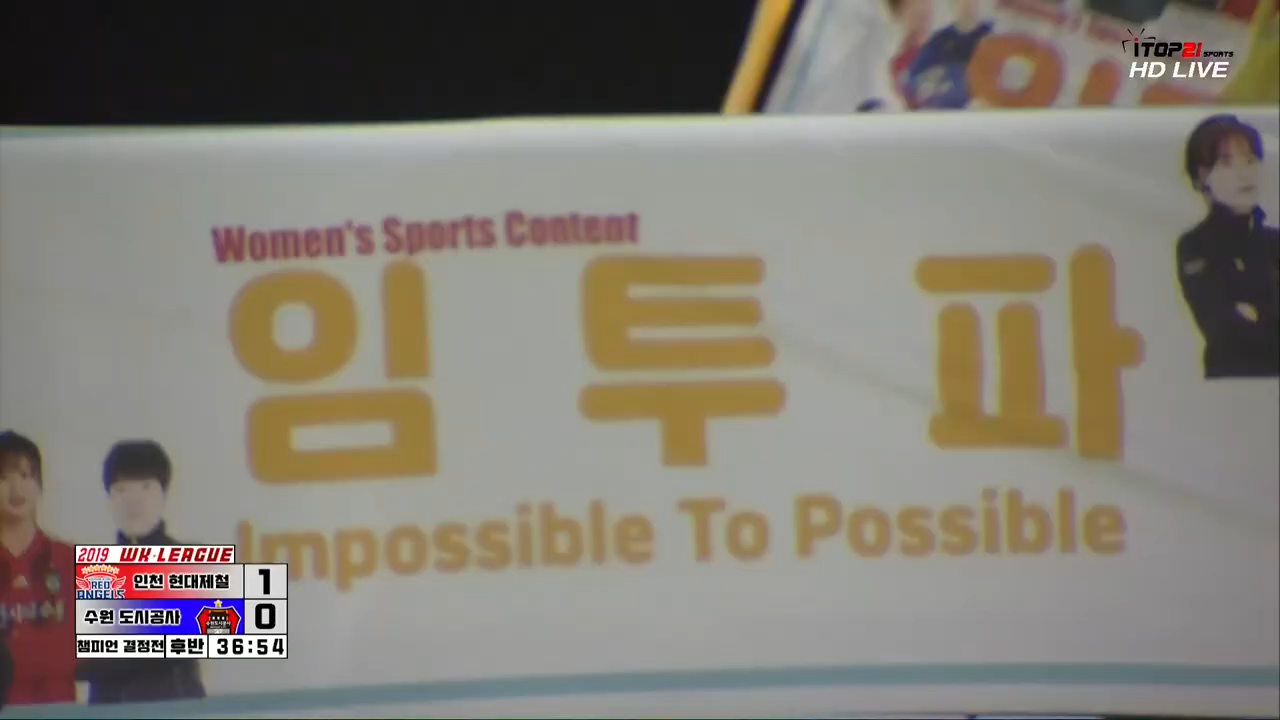 iTOP21 SPORTS
HD LIVE
Women's Sports Content
임 투 파
Impossible To Possible
2019 WK·LEAGUE
RED ANGELS 인천 현대제철 1
수원 도시공사 0
챔피언 결정전 후반 36:54